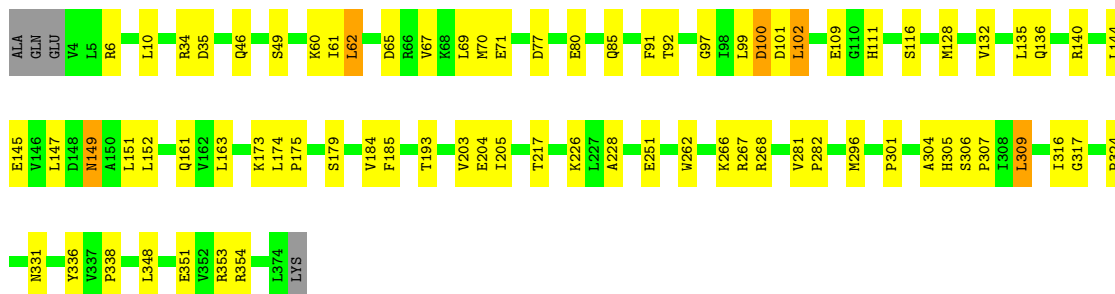 ALA GLN GLU V4 L5 R6 L10 R34 D35 Q46 S49 K60 I61 L62 D65 R66 V67 K68 L69 M70 E71 D77 E80 Q85 F91 T92 G97 I98 L99 D100 D101 L102 E109 G110 H111 S116 M128 V132 L135 Q136 R140
E145 V146 L147 D148 N149 A150 L151 L152 Q161 V162 L163 K173 L174 P175 S179 V184 F185 T193 V203 E204 I205 T217 K226 L227 A228 E251 W262 K266 R267 R268 V281 P282 M296 P301 A304 H305 S306 P307 I308 L309 I316 G317
N331 Y336 V337 P338 L348 E351 V352 R353 R354 L374 LYS